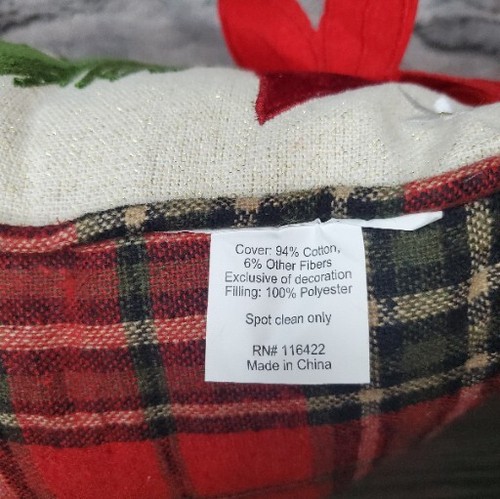 Cover: 94% Cotton,
6% Other Fibers
Exclusive of decoration
Filling: 100% Polyester
Spot clean only
RN# 116422
Made in China